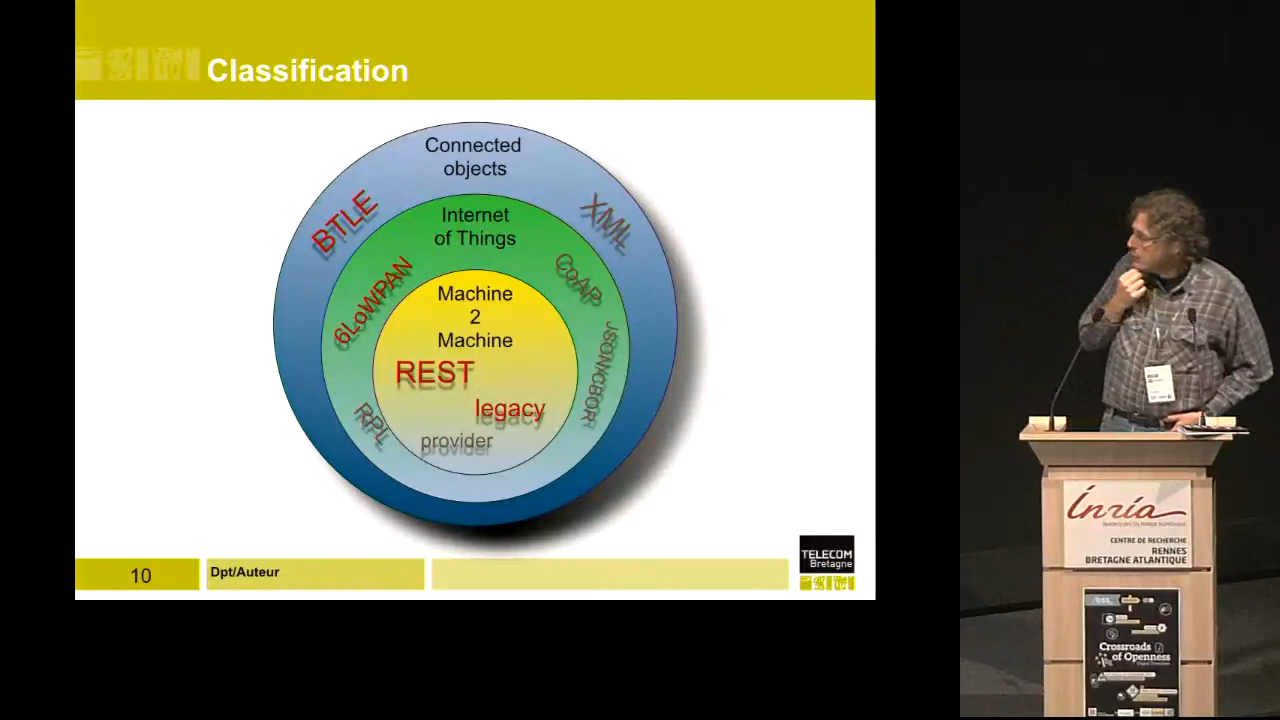 Classification
Connected
objects
BTLE
XML
Internet
of Things
6LoWPAN
CoAP
Machine
2
Machine
JSON/CBOR
REST
legacy
RPL
provider
10
Dpt/Auteur
TELECOM
Bretagne
Inría
CENTRE DE RECHERCHE
RENNES
BRETAGNE ATLANTIQUE
Crossroads
of Openness